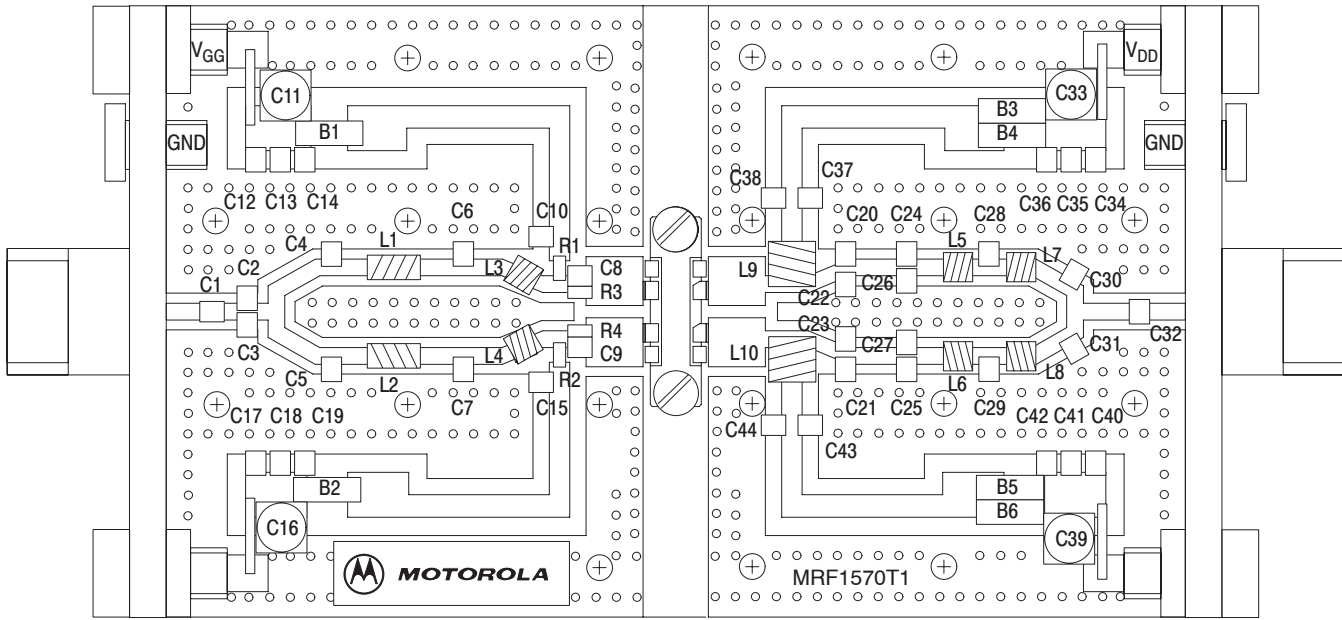 VGG
C11
B1
GND
C12 C13 C14
C6
C10
C4
L1
R1
C2
L3
C8
C1
R3
R4
C3
C9
L4
C5
L2
R2
C7
C15
C17 C18 C19
B2
C16
MOTOROLA
VDD
C33
B3
B4
GND
C38
C37
C20 C24 C28
C36 C35 C34
L5
L7
L9
C30
C26
C22
C32
C23
C27
C31
L10
L6
L8
C21 C25 C29
C42 C41 C40
C44
C43
B5
B6
C39
MRF1570T1